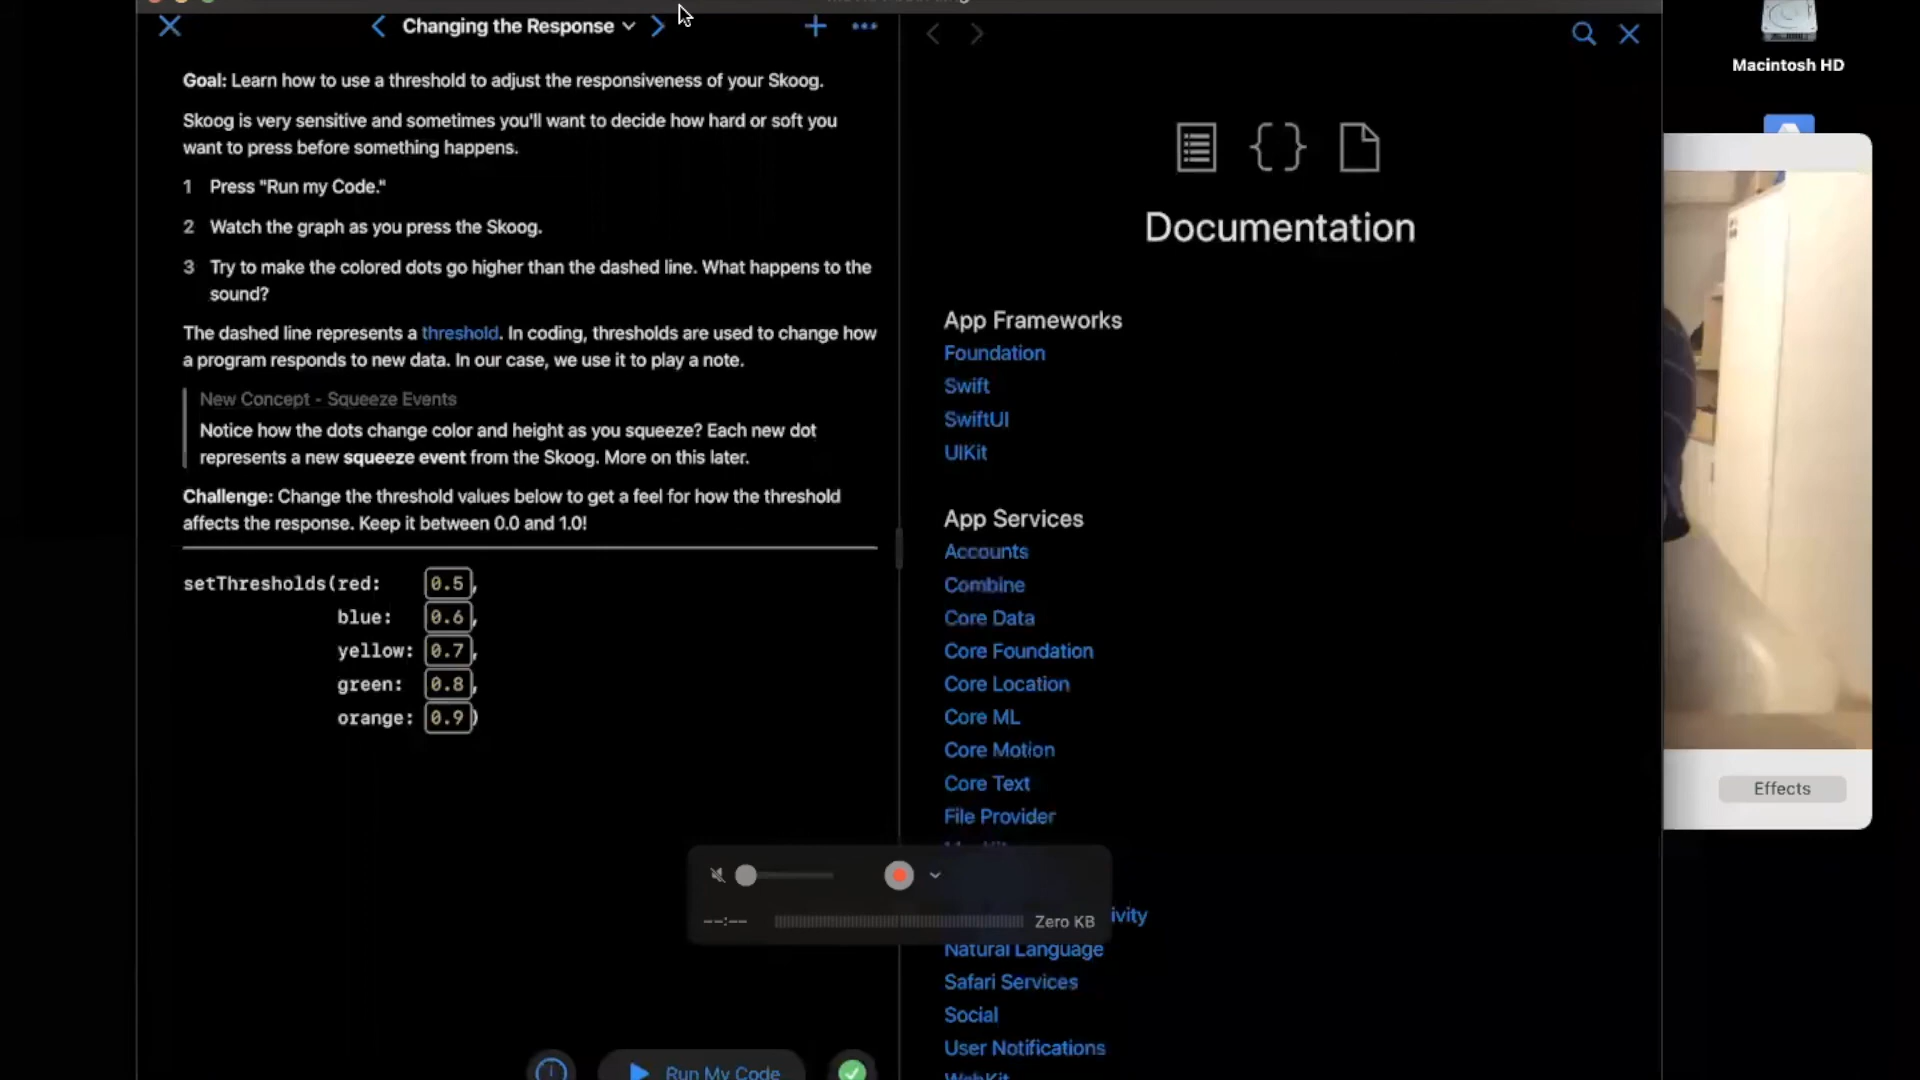 Changing the Response
Goal: Learn how to use a threshold to adjust the responsiveness of your Skoog.
Skoog is very sensitive and sometimes you'll want to decide how hard or soft you
want to press before something happens.
1 Press "Run my Code."
2 Watch the graph as you press the Skoog.
3 Try to make the colored dots go higher than the dashed line. What happens to the
sound?
The dashed line represents a threshold. In coding, thresholds are used to change how
a program responds to new data. In our case, we use it to play a note.
New Concept - Squeeze Events
Notice how the dots change color and height as you squeeze? Each new dot
represents a new squeeze event from the Skoog. More on this later.
Challenge: Change the threshold values below to get a feel for how the threshold
affects the response. Keep it between 0.0 and 1.0!
setThresholds(red: 0.5,
blue: 0.6,
yellow: 0.7,
green: 0.8,
orange: 0.9)
Run My Code
Documentation
App Frameworks
Foundation
Swift
SwiftUI
UIKit
App Services
Accounts
Combine
Core Data
Core Foundation
Core Location
Core ML
Core Motion
Core Text
File Provider
ivity
Natural Language
Safari Services
Social
User Notifications
WebKit
--:-- Zero KB
Macintosh HD
Effects